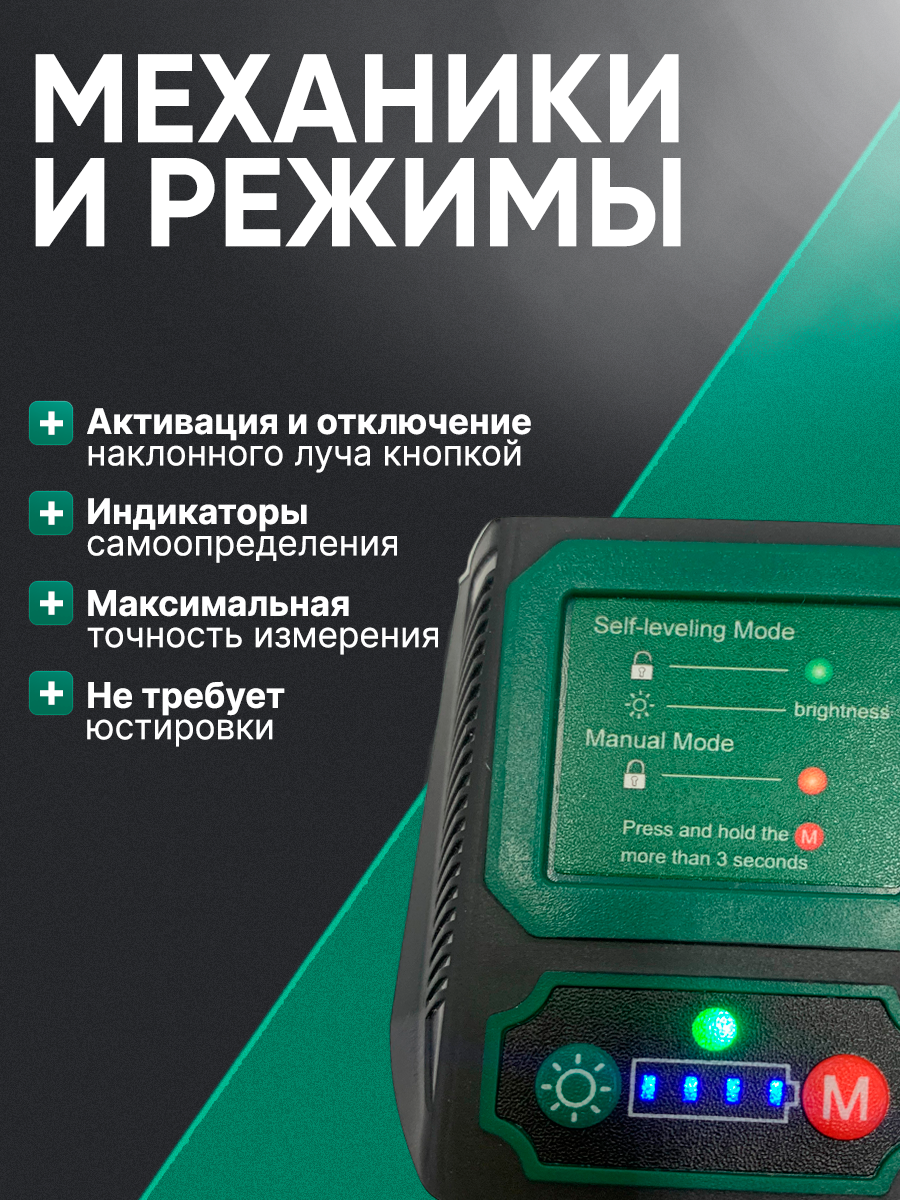 МЕХАНИКИ
И РЕЖИМЫ
Активация и отключение
наклонного луча кнопкой
Индикаторы
самоопределения
Максимальная
точность измерения
Не требует
юстировки
Self-leveling Mode
brightness
Manual Mode
Press and hold the M
more than 3 seconds
M